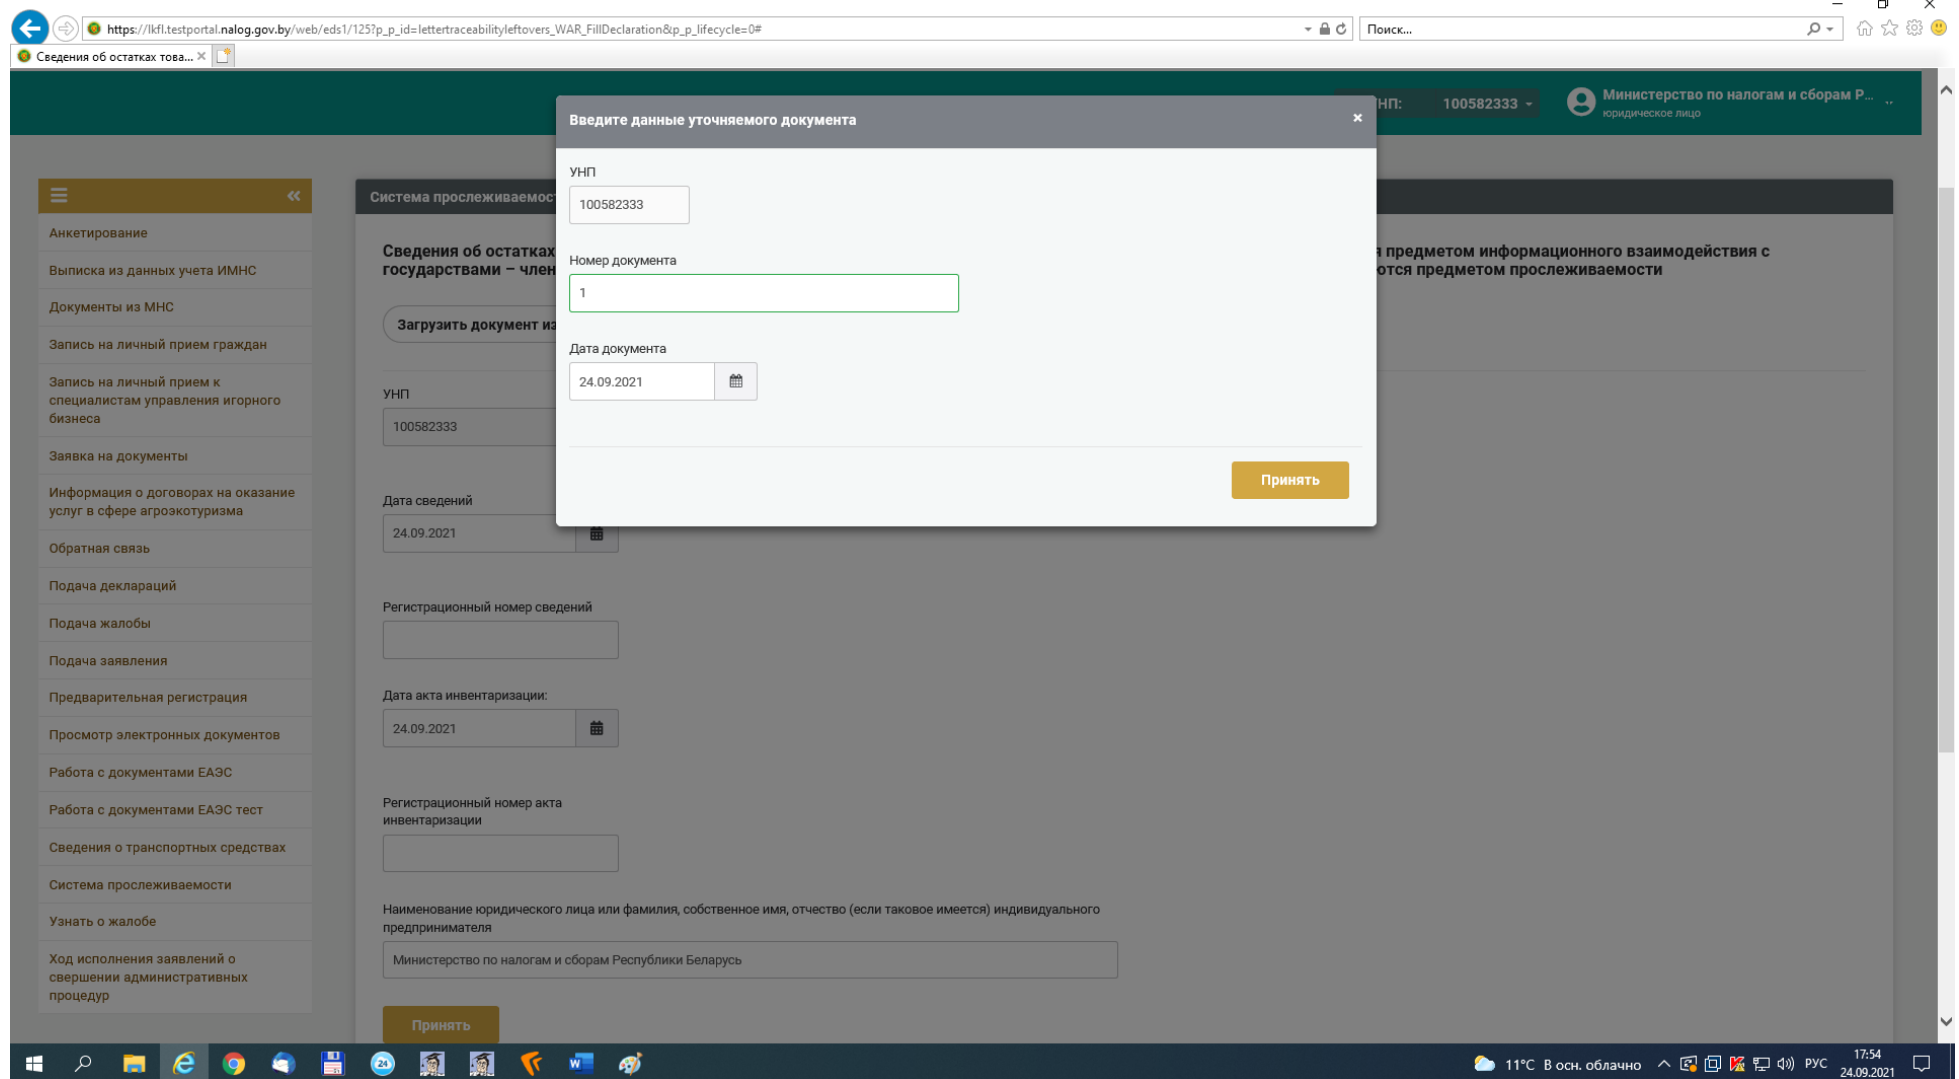 https://lkfl.testportal.nalog.gov.by/web/eds1/125?p_p_id=lettertraceabilityleftovers_WAR_FillDeclaration&p_p_lifecycle=0#
Поиск...
Сведения об остатках това...
НП: 100582333
Министерство по налогам и сборам Р...
юридическое лицо
Введите данные уточняемого документа
УНП
100582333
Номер документа
1
Дата документа
24.09.2021
Принять
Анкетирование
Выписка из данных учета ИМНС
Документы из МНС
Запись на личный прием граждан
Запись на личный прием к
специалистам управления игорного
бизнеса
Заявка на документы
Информация о договорах на оказание
услуг в сфере агроэкотуризма
Обратная связь
Подача деклараций
Подача жалобы
Подача заявления
Предварительная регистрация
Просмотр электронных документов
Работа с документами ЕАЭС
Работа с документами ЕАЭС тест
Сведения о транспортных средствах
Система прослеживаемости
Узнать о жалобе
Ход исполнения заявлений о
свершении административных
процедур
Система прослеживаемос
Сведения об остатках я предметом информационного взаимодействия с
государствами – член ются предметом прослеживаемости
Загрузить документ из
УНП
100582333
Дата сведений
24.09.2021
Регистрационный номер сведений
Дата акта инвентаризации:
24.09.2021
Регистрационный номер акта
инвентаризации
Наименование юридического лица или фамилия, собственное имя, отчество (если таковое имеется) индивидуального
предпринимателя
Министерство по налогам и сборам Республики Беларусь
Принять
11°C В осн. облачно
РУС
17:54
24.09.2021